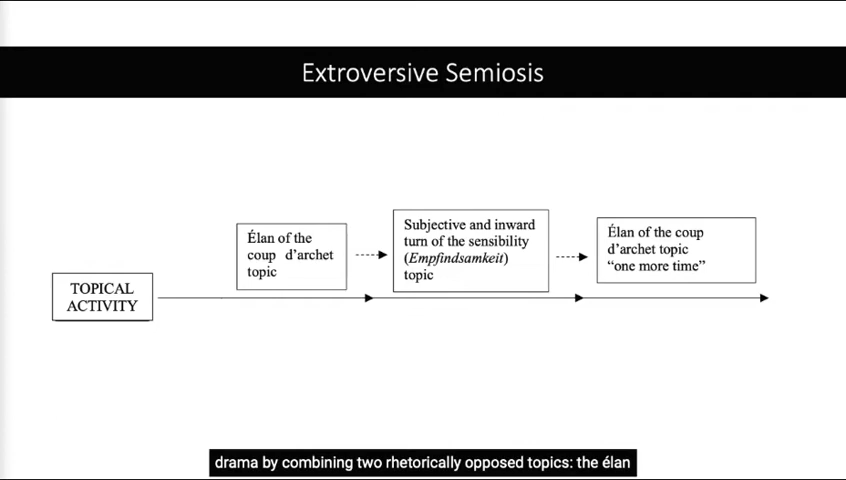 Extroversive Semiosis
Élan of the
coup d'archet
topic
Subjective and inward
turn of the sensibility
(Empfindsamkeit)
topic
Élan of the coup
d'archet topic
“one more time”
TOPICAL
ACTIVITY
drama by combining two rhetorically opposed topics: the élan